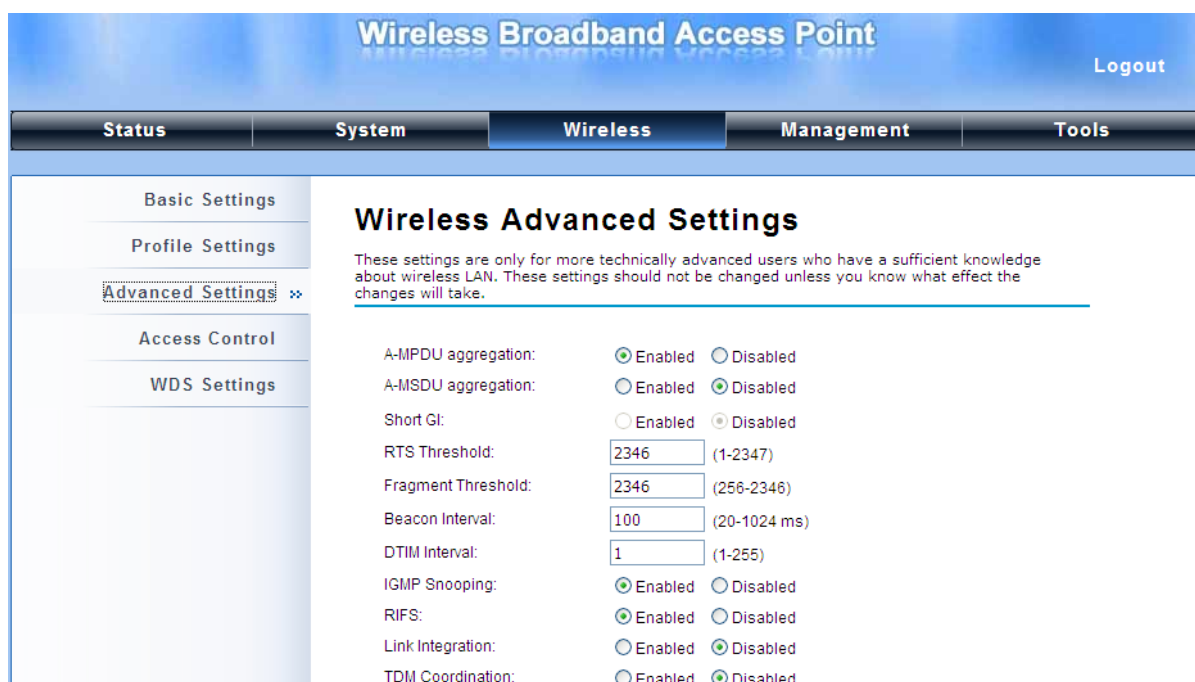 Wireless Broadband Access Point
Logout
Status System Wireless Management Tools
Basic Settings
Profile Settings
Advanced Settings »
Access Control
WDS Settings
Wireless Advanced Settings
These settings are only for more technically advanced users who have a sufficient knowledge
about wireless LAN. These settings should not be changed unless you know what effect the
changes will take.
A-MPDU aggregation: Enabled Disabled
A-MSDU aggregation: Enabled Disabled
Short GI: Enabled Disabled
RTS Threshold: 2346 (1-2347)
Fragment Threshold: 2346 (256-2346)
Beacon Interval: 100 (20-1024 ms)
DTIM Interval: 1 (1-255)
IGMP Snooping: Enabled Disabled
RIFS: Enabled Disabled
Link Integration: Enabled Disabled
TDM Coordination: Enabled Disabled